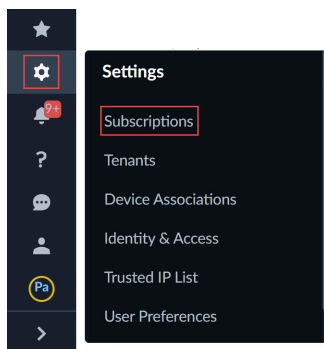 Settings
9+
Subscriptions
Tenants
?
Device Associations
Identity & Access
Trusted IP List
Pa
User Preferences